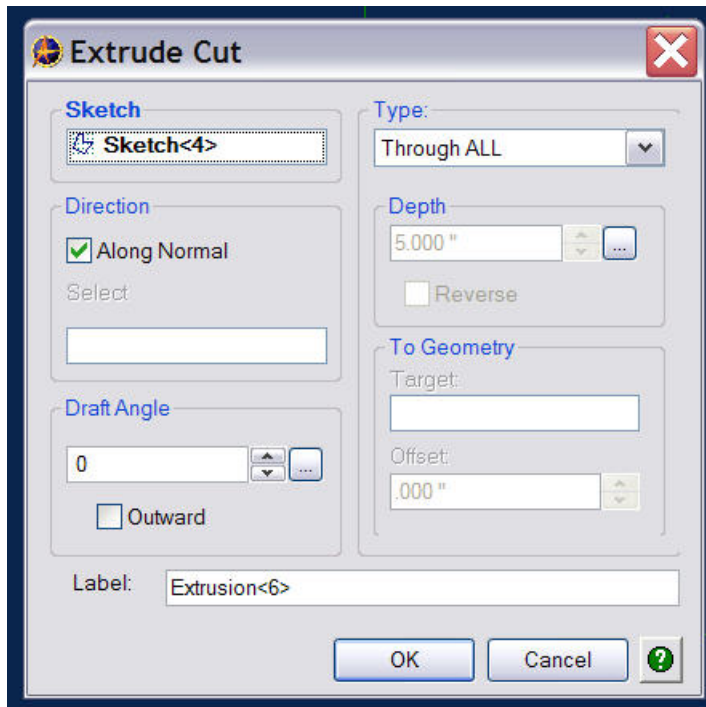 Extrude Cut
Sketch
Sketch<4>
Direction
Along Normal
Select
Draft Angle
0
...
Outward
Type:
Through ALL
Depth
5.000 "
...
Reverse
To Geometry
Target:
Offset:
.000 "
Label:
Extrusion<6>
OK
Cancel
?